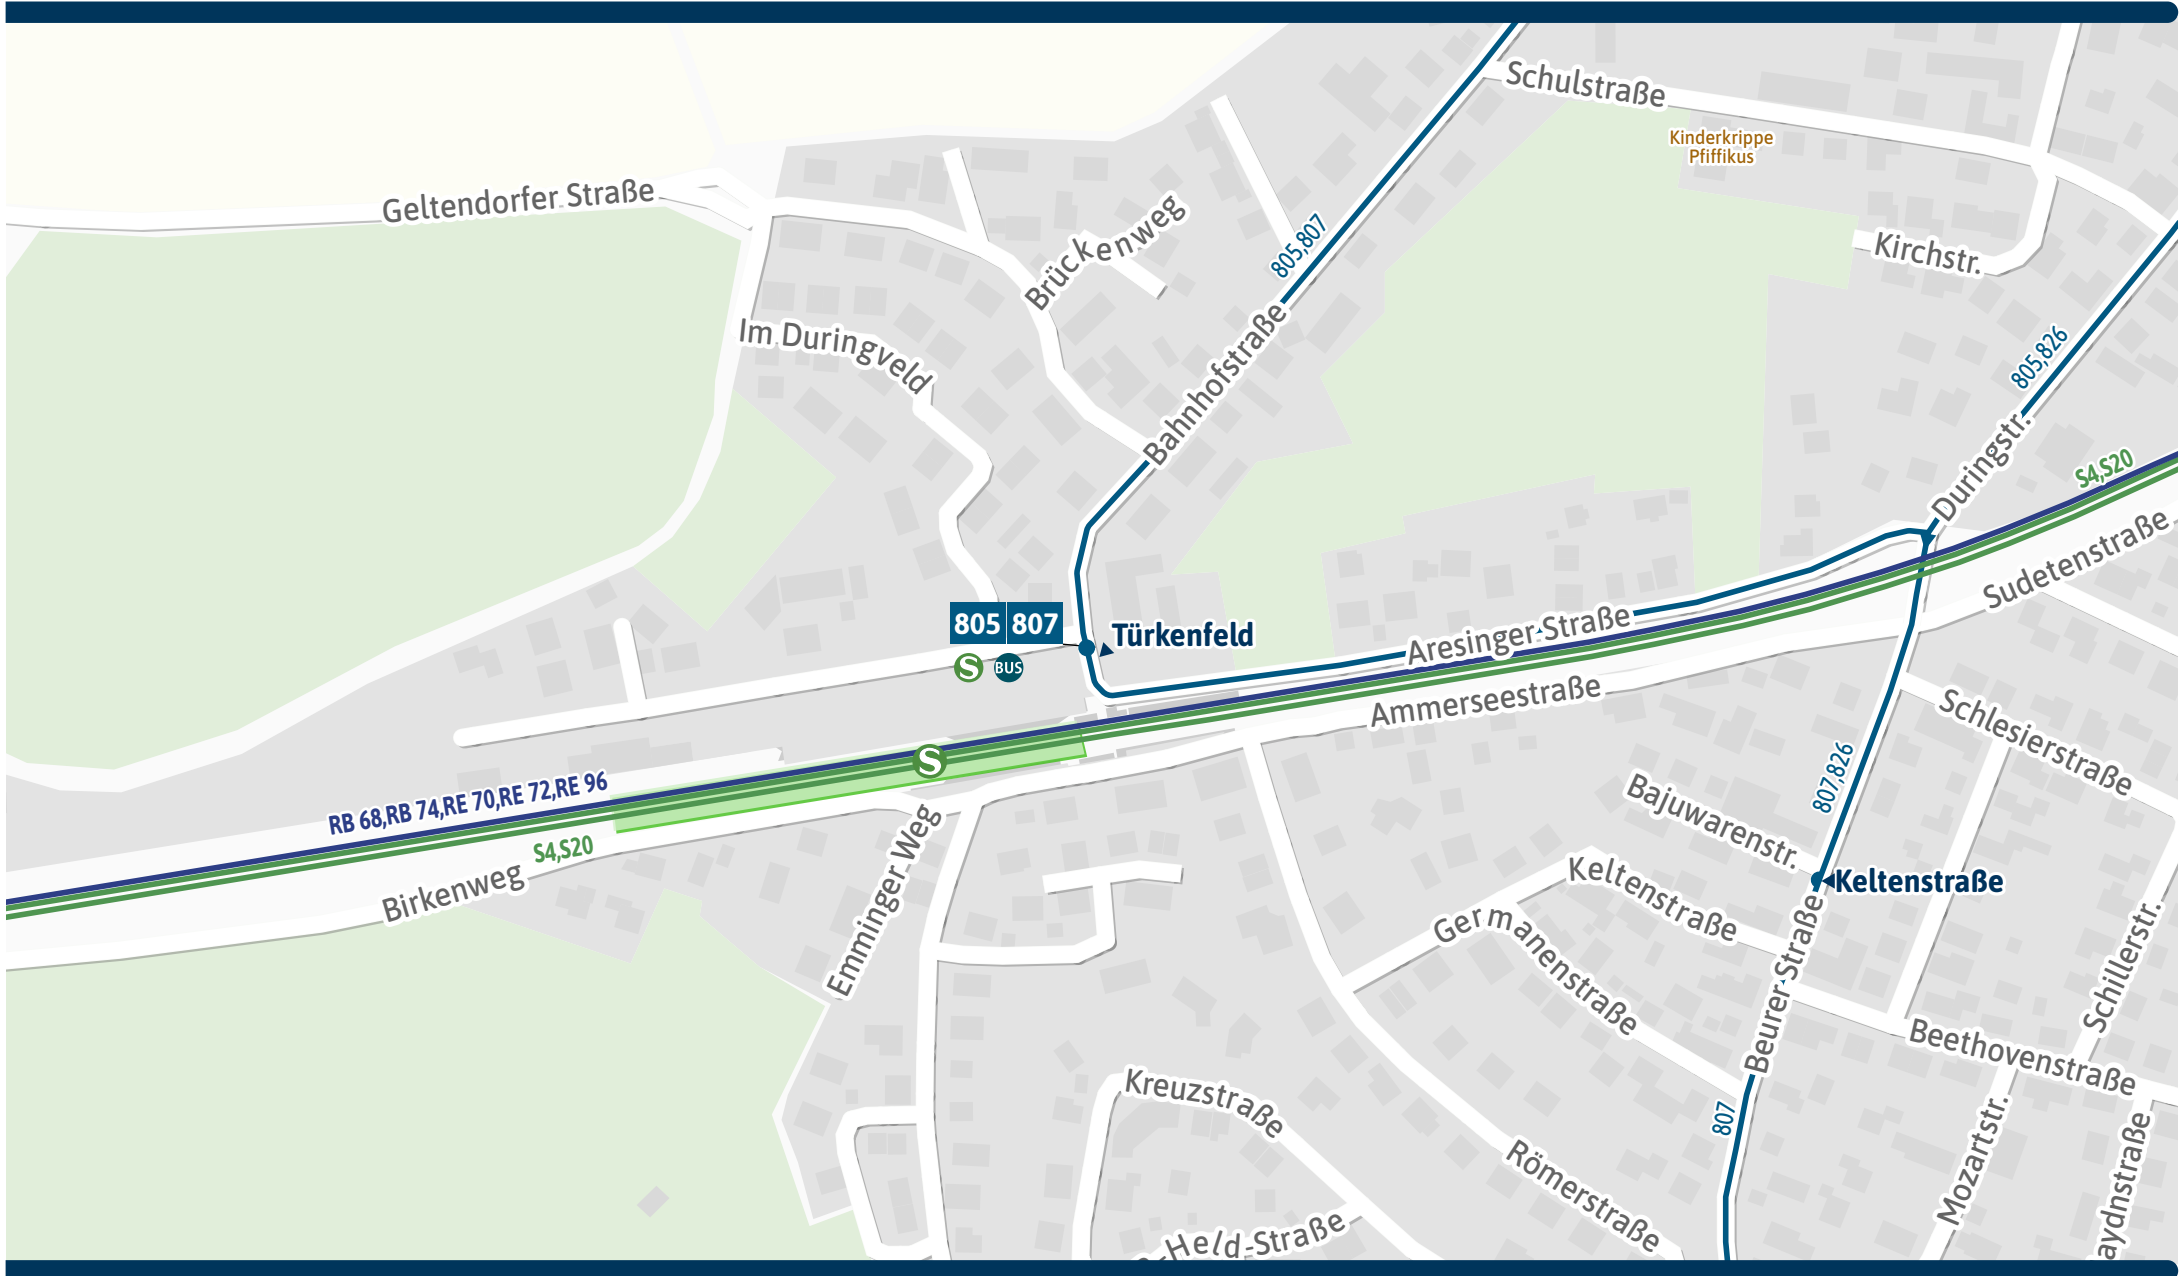 Schulstraße
Kinderkrippe
Pfiffikus
Geltendorfer Straße
Brückenweg
805,807
Kirchstr.
Im Duringveld
Bahnhofstraße
805,826
Duringstr.
S4,S20
Sudetenstraße
805 807
S BUS
Türkenfeld
Aresinger Straße
Ammerseestraße
Schlesierstraße
S
RB 68,RB 74,RE 70,RE 72,RE 96
S4,S20
Birkenweg
Emminger Weg
807,826
Bajuwarenstr.
Keltenstraße
Keltenstraße
Germanenstraße
Beurer Straße
Schillerstr.
Beethovenstraße
Kreuzstraße
807
Römerstraße
Mozartstr.
aydnstraße
-Held-Straße